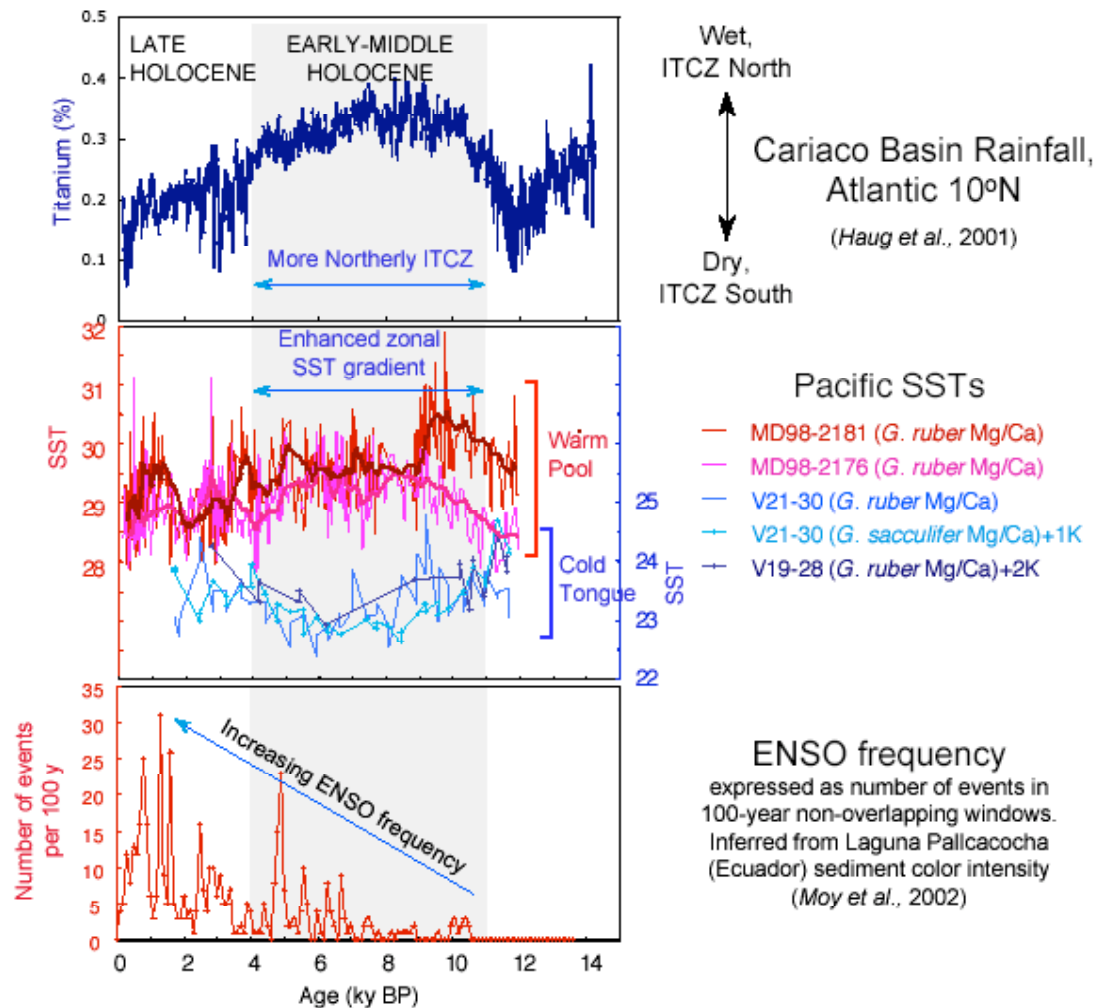 0.5
0.4
0.3
0.2
0.1
0
Titanium (%)
LATE
HOLOCENE
EARLY-MIDDLE
HOLOCENE
More Northerly ITCZ
Wet,
ITCZ North
Cariaco Basin Rainfall,
Atlantic 10ºN
(Haug et al., 2001)
Dry,
ITCZ South
32
31
30
29
28
SST
Enhanced zonal
SST gradient
Warm
Pool
Cold
Tongue
25
24
23
22
SST
Pacific SSTs
MD98-2181 (G. ruber Mg/Ca)
MD98-2176 (G. ruber Mg/Ca)
V21-30 (G. ruber Mg/Ca)
V21-30 (G. sacculifer Mg/Ca)+1K
V19-28 (G. ruber Mg/Ca)+2K
35
30
25
20
15
10
5
0
Number of events
per 100 y
Increasing ENSO frequency
ENSO frequency
expressed as number of events in
100-year non-overlapping windows.
Inferred from Laguna Pallcacocha
(Ecuador) sediment color intensity
(Moy et al., 2002)
0 2 4 6 8 10 12 14
Age (ky BP)